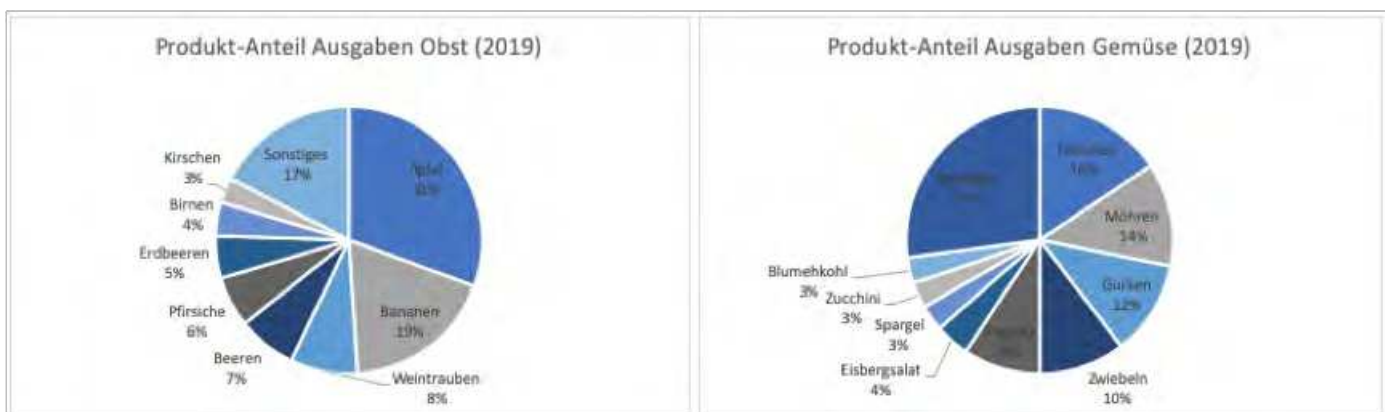 Produkt-Anteil Ausgaben Obst (2019)
Kirschen
3%
Sonstiges
17%
Birnen
4%
Erdbeeren
5%
Pfirsiche
6%
Beeren
7%
Weintrauben
8%
Bananen
19%
Produkt-Anteil Ausgaben Gemüse (2019)
16%
Möhren
14%
Gurken
12%
Zwiebeln
10%
Eisbergsalat
4%
Spargel
3%
Zucchini
3%
Blumehkohl
3%